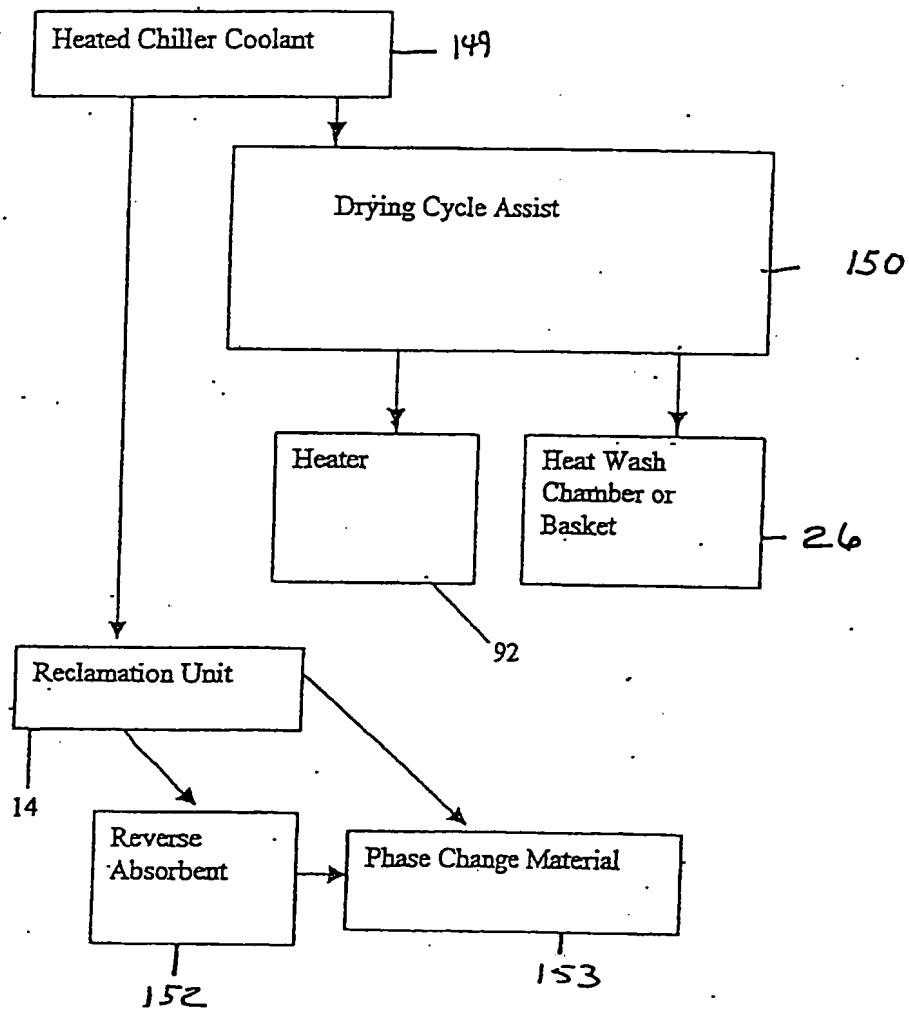 Heated Chiller Coolant
149
Drying Cycle Assist
150
Heater
Heat Wash
Chamber or
Basket
26
92
Reclamation Unit
14
Reverse
Absorbent
Phase Change Material
152
153